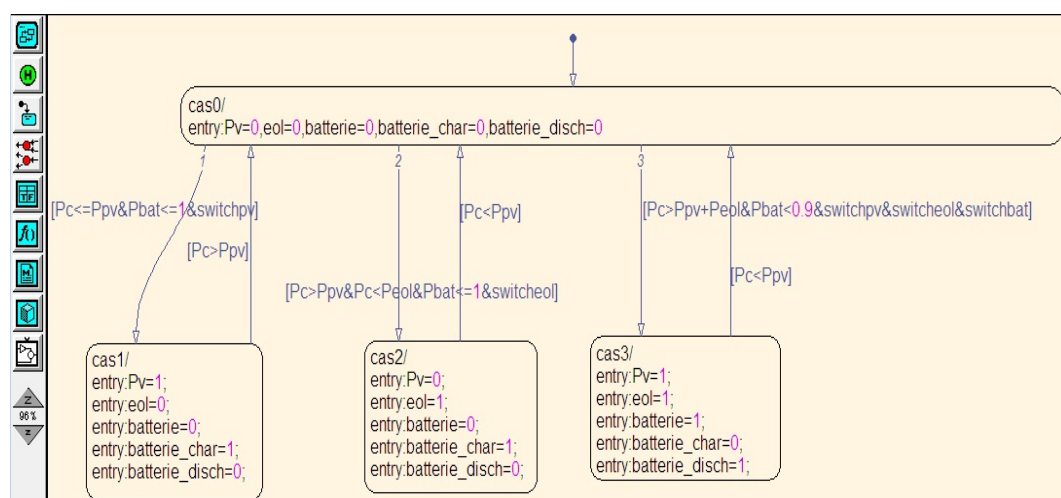 cas0/
entry:Pv=0,eol=0,batterie=0,batterie_char=0,batterie_disch=0
1
2
3
[Pc<=Ppv&Pbat<=1&switchpv]
[Pc<Ppv]
[Pc>Ppv+Peol&Pbat<0.9&switchpv&switcheol&switchbat]
[Pc>Ppv]
[Pc<Ppv]
[Pc>Ppv&Pc<Peol&Pbat<=1&switcheol]
cas1/
entry:Pv=1;
entry:eol=0;
entry:batterie=0;
entry:batterie_char=1;
entry:batterie_disch=0;
cas2/
entry:Pv=0;
entry:eol=1;
entry:batterie=0;
entry:batterie_char=1;
entry:batterie_disch=0;
cas3/
entry:Pv=1;
entry:eol=1;
entry:batterie=1;
entry:batterie_char=0;
entry:batterie_disch=1;
H
TF
f()
M
Z
96%